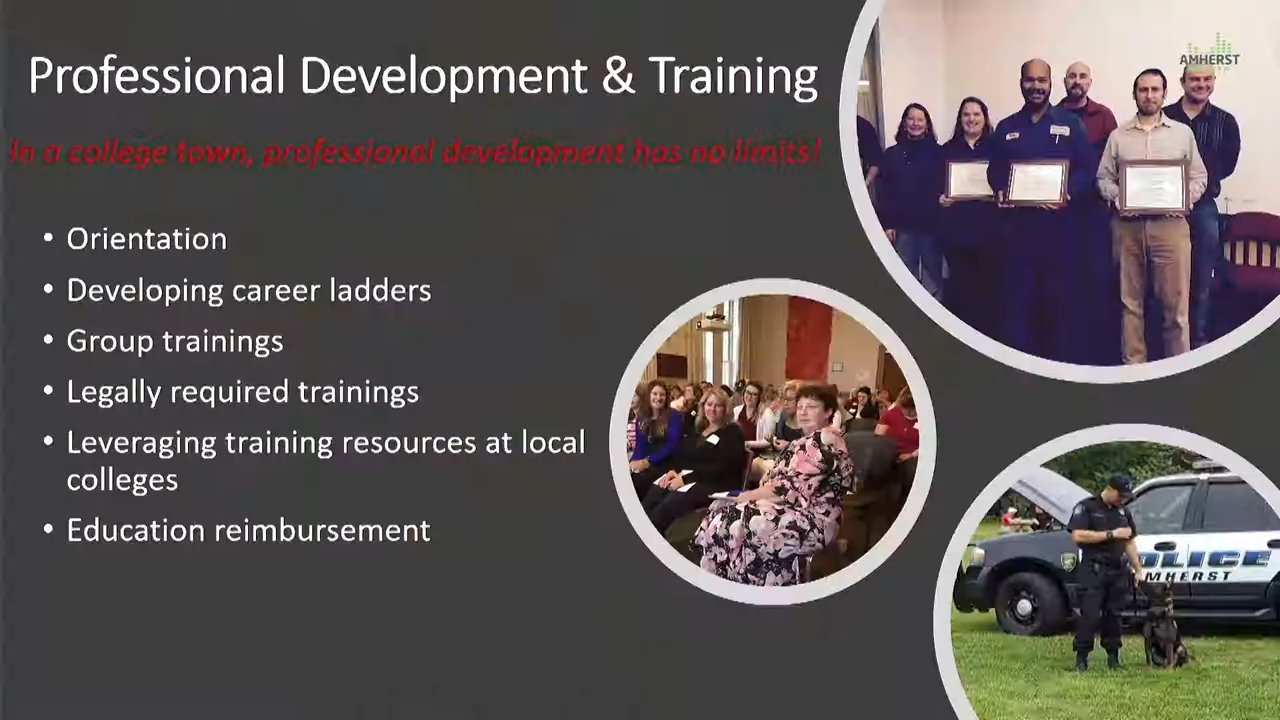 Professional Development & Training
AMHERST
In a college town, professional development has no limits!
• Orientation
• Developing career ladders
• Group trainings
• Legally required trainings
• Leveraging training resources at local
colleges
• Education reimbursement
POLICE
AMHERST